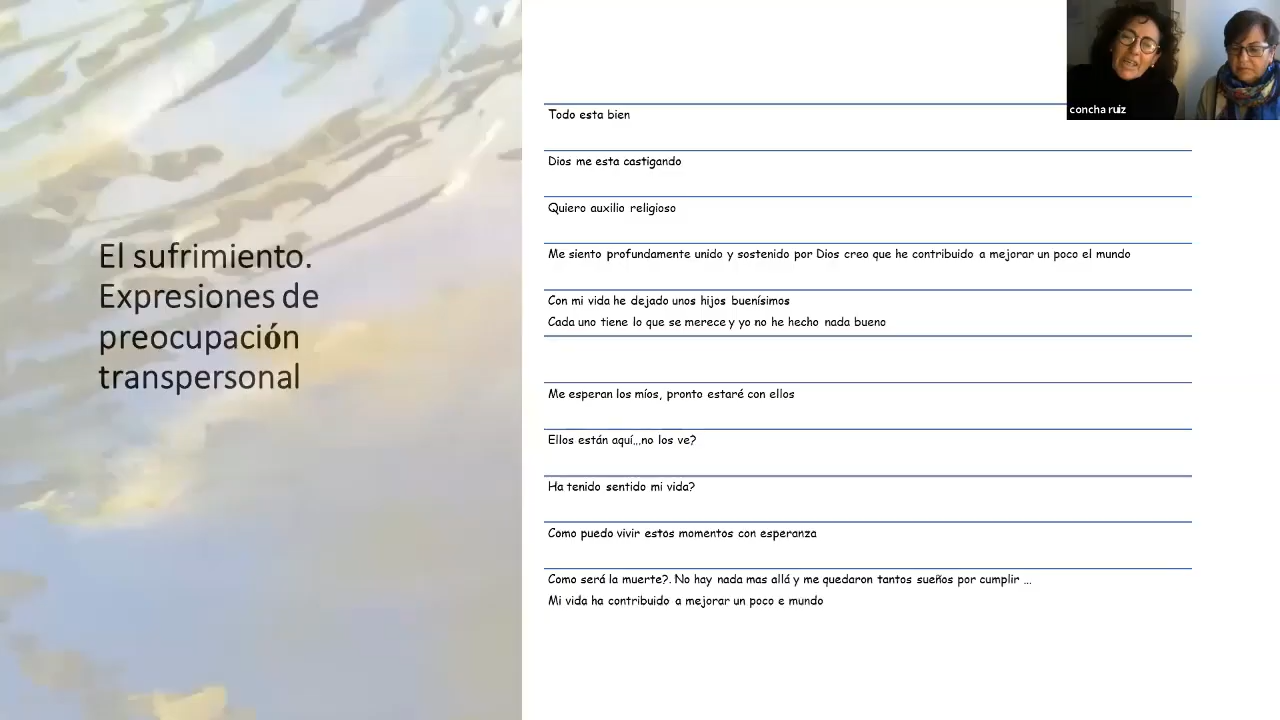 El sufrimiento.
Expresiones de
preocupación
transpersonal
concha ruiz
Todo esta bien
Dios me esta castigando
Quiero auxilio religioso
Me siento profundamente unido y sostenido por Dios creo que he contribuido a mejorar un poco el mundo
Con mi vida he dejado unos hijos buenísimos
Cada uno tiene lo que se merece y yo no he hecho nada bueno
Me esperan los míos, pronto estaré con ellos
Ellos están aquí...no los ve?
Ha tenido sentido mi vida?
Como puedo vivir estos momentos con esperanza
Como será la muerte?. No hay nada mas allá y me quedaron tantos sueños por cumplir ...
Mi vida ha contribuido a mejorar un poco e mundo